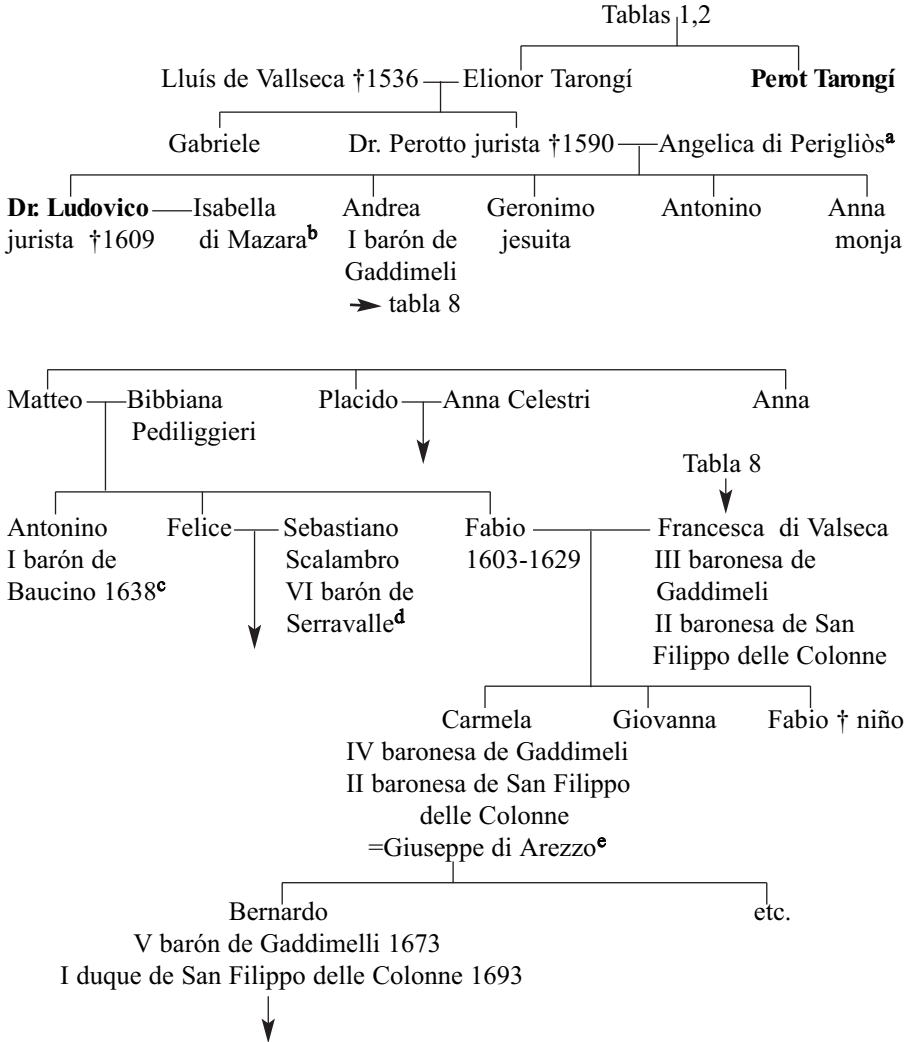 Tablas 1,2
Lluís de Vallseca †1536 Elionor Tarongí Perot Tarongí
Gabriele Dr. Perotto jurista †1590 Angelica di Perigliòs a
Dr. Ludovico Isabella Andrea Geronimo Antonino Anna
jurista †1609 di Mazara b I barón de jesuita monja
Gaddimeli
tabla 8
Matteo Bibbiana Placido Anna Celestri Anna
Pediliggieri
Tabla 8
Antonino Felice Sebastiano Fabio Francesca di Valseca
I barón de Scalambro 1603-1629 III baronesa de
Baucino 1638 c VI barón de Gaddimeli
Serravalle d II baronesa de San
Filippo delle Colonne
Carmela Giovanna Fabio † niño
IV baronesa de Gaddimeli
II baronesa de San Filippo
delle Colonne
=Giuseppe di Arezzo e
Bernardo etc.
V barón de Gaddimelli 1673
I duque de San Filippo delle Colonne 1693